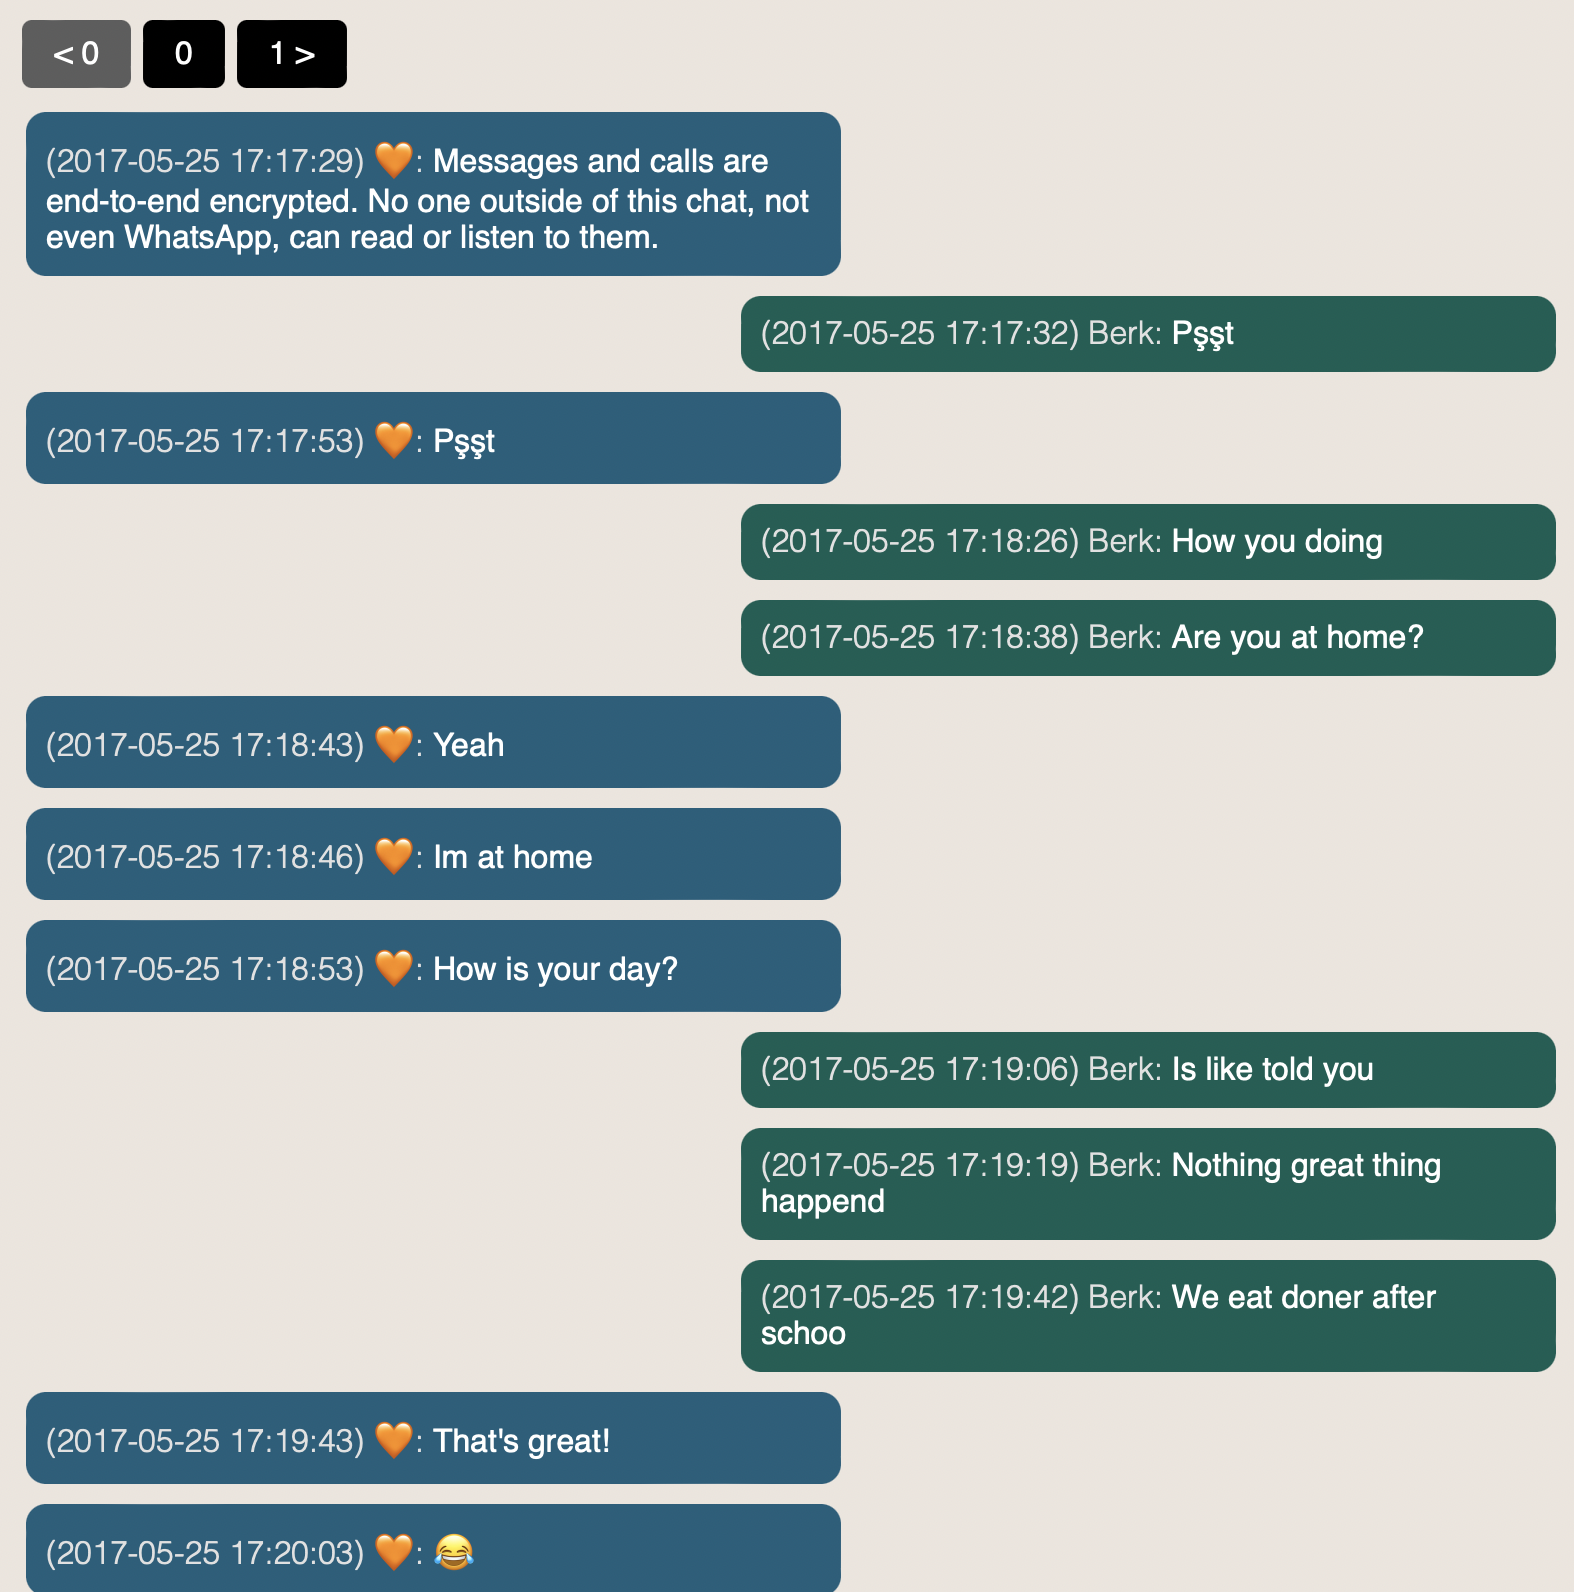 < 0
0
1 >
(2017-05-25 17:17:29) 🧡: Messages and calls are
end-to-end encrypted. No one outside of this chat, not
even WhatsApp, can read or listen to them.
(2017-05-25 17:17:32) Berk: Pşşt
(2017-05-25 17:17:53) 🧡: Pşşt
(2017-05-25 17:18:26) Berk: How you doing
(2017-05-25 17:18:38) Berk: Are you at home?
(2017-05-25 17:18:43) 🧡: Yeah
(2017-05-25 17:18:46) 🧡: Im at home
(2017-05-25 17:18:53) 🧡: How is your day?
(2017-05-25 17:19:06) Berk: Is like told you
(2017-05-25 17:19:19) Berk: Nothing great thing
happend
(2017-05-25 17:19:42) Berk: We eat doner after
schoo
(2017-05-25 17:19:43) 🧡: That's great!
(2017-05-25 17:20:03) 🧡: 😂